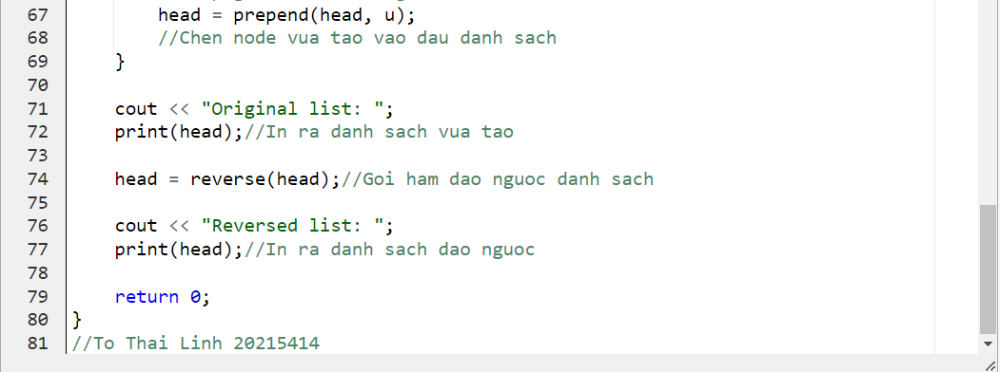 67 head = prepend(head, u);
68 //Chen node vua tao vao dau danh sach
69 }
70
71 cout << "Original list: ";
72 print(head);//In ra danh sach vua tao
73
74 head = reverse(head);//Goi ham dao nguoc danh sach
75
76 cout << "Reversed list: ";
77 print(head);//In ra danh sach dao nguoc
78
79 return 0;
80 }
81 //To Thai Linh 20215414